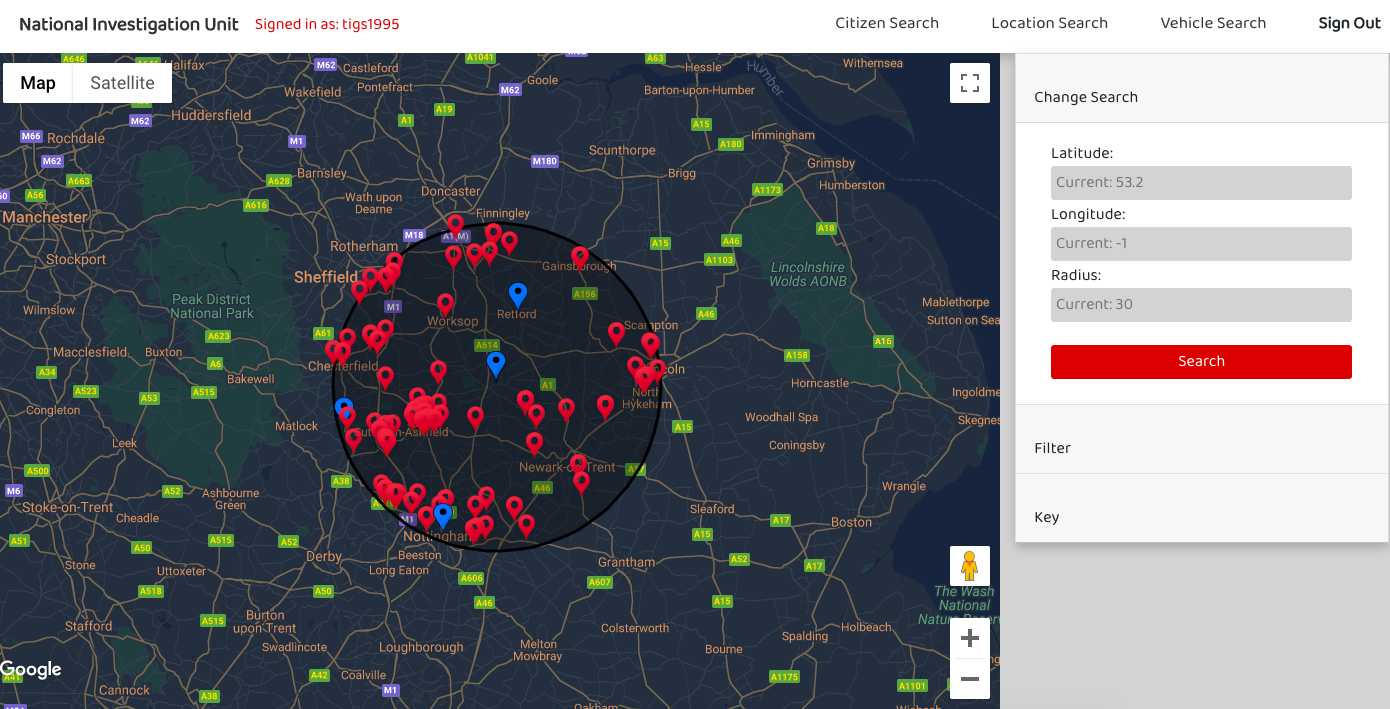 National Investigation Unit
Signed in as: tigs1995
Citizen Search
Location Search
Vehicle Search
Sign Out
Map
Satellite
Change Search
Latitude:
Current: 53.2
Longitude:
Current: -1
Radius:
Current: 30
Search
Filter
Key
A646
Halifax
M62
Castleford
A1041
Goole
A63
Hessle
Humber
Withernsea
Wakefield
Pontefract
M62
Barton-upon-Humber
Huddersfield
M62
A19
A1
M66
Rochdale
M1
A15
Immingham
A180
Scunthorpe
M62
M180
Grimsby
A663
A628
Barnsley
Brigg
Humberston
A56
A616
Wath upon
Dearne
Doncaster
A1173
Manchester
Finningley
A18
M18
A1(M)
Rotherham
A15
A46
Stockport
Sheffield
Gainsborough
A1103
Lincolnshire
Wolds AONB
Peak District
National Park
M1
A156
Mablethorpe
Wilmslow
Worksop
Retford
A46
Sutton on Sea
A623
A61
Scampton
Macclesfield
Buxton
A614
A16
A6
Chesterfield
A158
A34
Bakewell
Horncastle
A523
A53
A515
A1
North
Hykeham
Ingoldme
Congleton
Woodhall Spa
Skegnes
Matlock
A15
Leek
Coningsby
A500
Newark-on-Trent
M6
A52
A38
A46
Wrangle
Stoke-on-Trent
Ashbourne
Green
Cheadle
M1
Sleaford
A17
Boston
A51
A50
A515
A52
Nottingham
A15
Stone
Derby
Beeston
Long Eaton
Grantham
A52
A17
Uttoxeter
A518
A50
A606
A607
A46
A15
The Wash
National
Nature Reserv
A515
Burton
upon Trent
Stafford
Swadlincote
Loughborough
Melton
Mowbray
Colsterworth
Spalding
Holbeach
Bourne
Google
A41
Cannock
A38
A42
Coalville
M1
A1175
A1101
Oakham